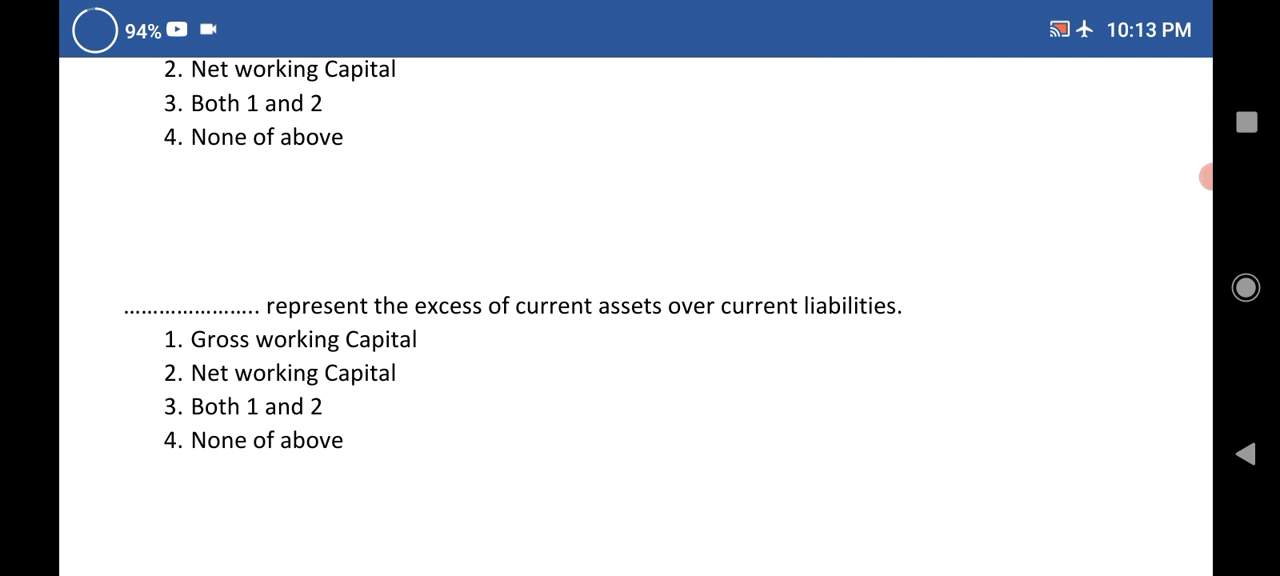 94% 10:13 PM
2. Net working Capital
3. Both 1 and 2
4. None of above
........................ represent the excess of current assets over current liabilities.
1. Gross working Capital
2. Net working Capital
3. Both 1 and 2
4. None of above